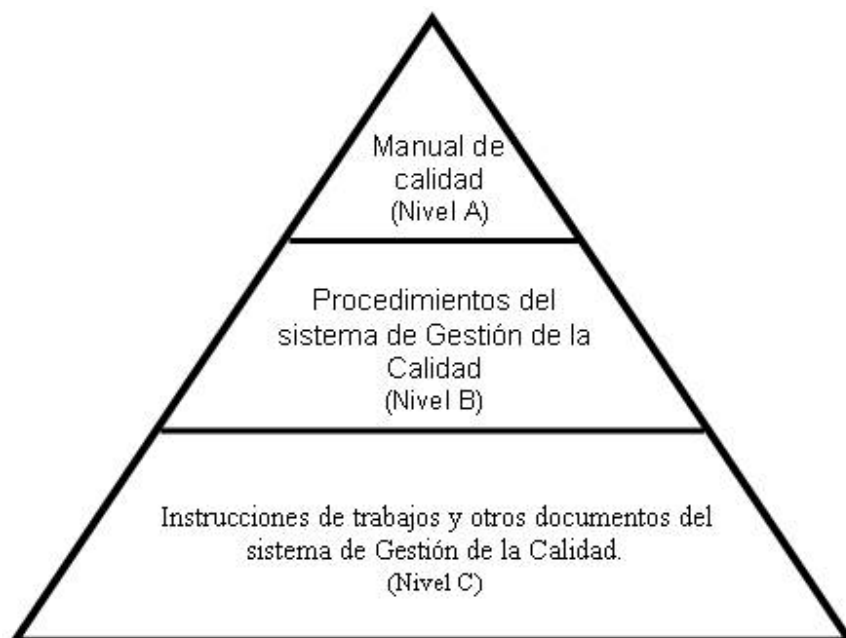 Manual de
calidad
(Nivel A)
Procedimientos del
sistema de Gestión de la
Calidad
(Nivel B)
Instrucciones de trabajos y otros documentos del
sistema de Gestión de la Calidad.
(Nivel C)